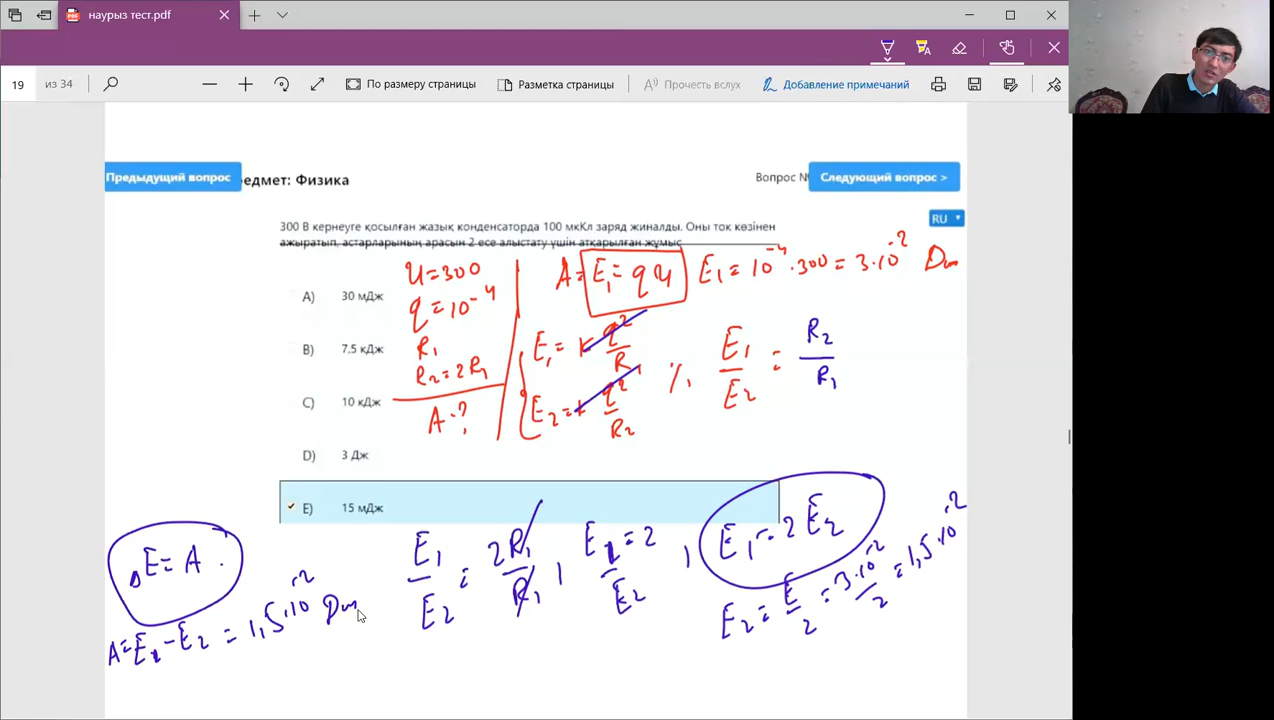 наурыз тест.pdf
19 из 34
По размеру страницы
Разметка страницы
Прочесть вслух
Добавление примечаний
Предыдущий вопрос
едмет: Физика
Вопрос №
Следующий вопрос >
RU
300 В кернеуге қосылған жазық конденсаторда 100 мкКл заряд жиналды. Оны ток көзінен
ажыратып, астарларының арасын 2 есе алыстату үшін атқарылған жұмыс
A) 30 мДж
B) 7.5 кДж
C) 10 кДж
D) 3 Дж
E) 15 мДж
U=300
q=10⁻⁴
R₁
R₂=2R₁
A-?
A=E₁=qU
E₁=10⁻⁴·300=3·10⁻² Дж
E₁=k q²/R₁
E₂=k q²/R₂
E₁/E₂=R₂/R₁
E₁/E₂=2R₁/R₁, E₁/E₂=2, E₁=2E₂
E₂=E/2=3·10⁻²/2=1,5·10⁻²
ΔE=A
A=E₁-E₂=1,5·10⁻² Дж